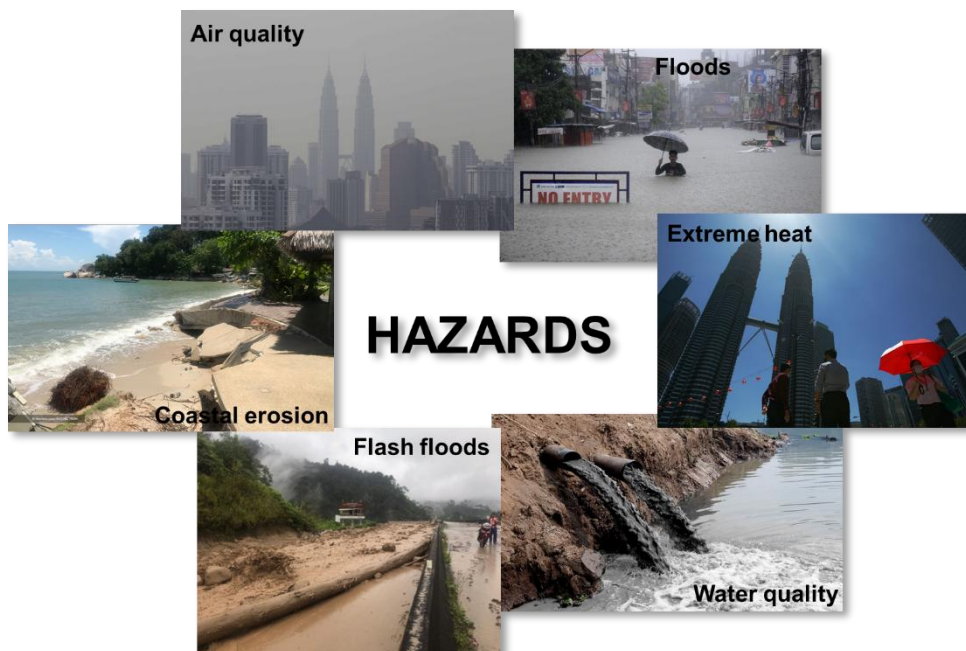 Air quality
Floods
NO ENTRY
Extreme heat
HAZARDS
Coastal erosion
Flash floods
Water quality